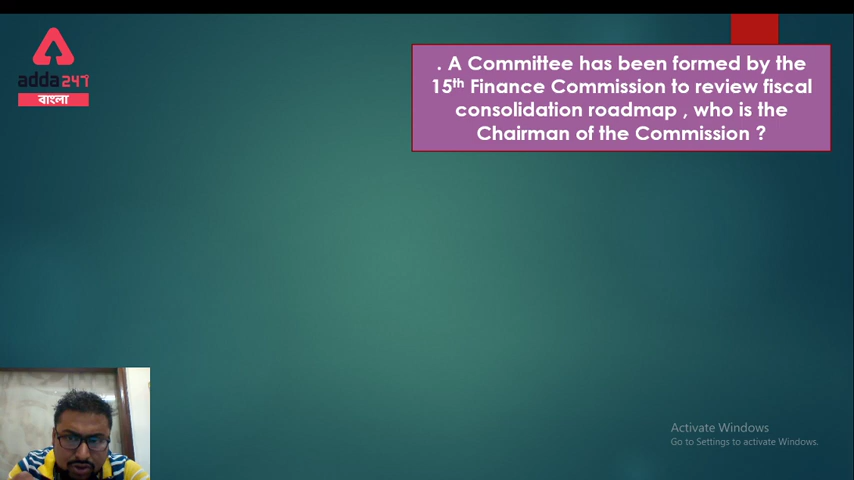 adda247
বাংলা
. A Committee has been formed by the
15th Finance Commission to review fiscal
consolidation roadmap , who is the
Chairman of the Commission ?
Activate Windows
Go to Settings to activate Windows.